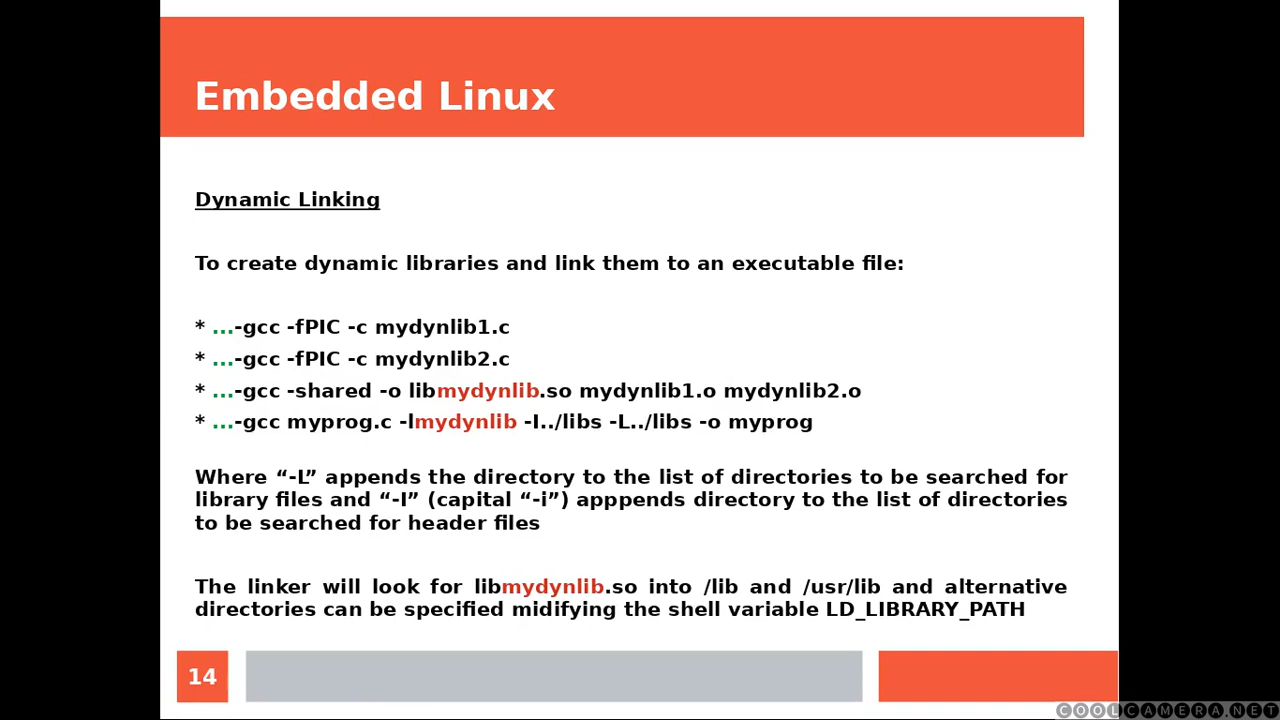 Embedded Linux
Dynamic Linking
To create dynamic libraries and link them to an executable file:
* ...-gcc -fPIC -c mydynlib1.c
* ...-gcc -fPIC -c mydynlib2.c
* ...-gcc -shared -o libmydynlib.so mydynlib1.o mydynlib2.o
* ...-gcc myprog.c -lmydynlib -I../libs -L../libs -o myprog
Where “-L” appends the directory to the list of directories to be searched for
library files and “-I” (capital “-i”) apppends directory to the list of directories
to be searched for header files
The linker will look for libmydynlib.so into /lib and /usr/lib and alternative
directories can be specified midifying the shell variable LD_LIBRARY_PATH
14
COOLCAMERA.NET